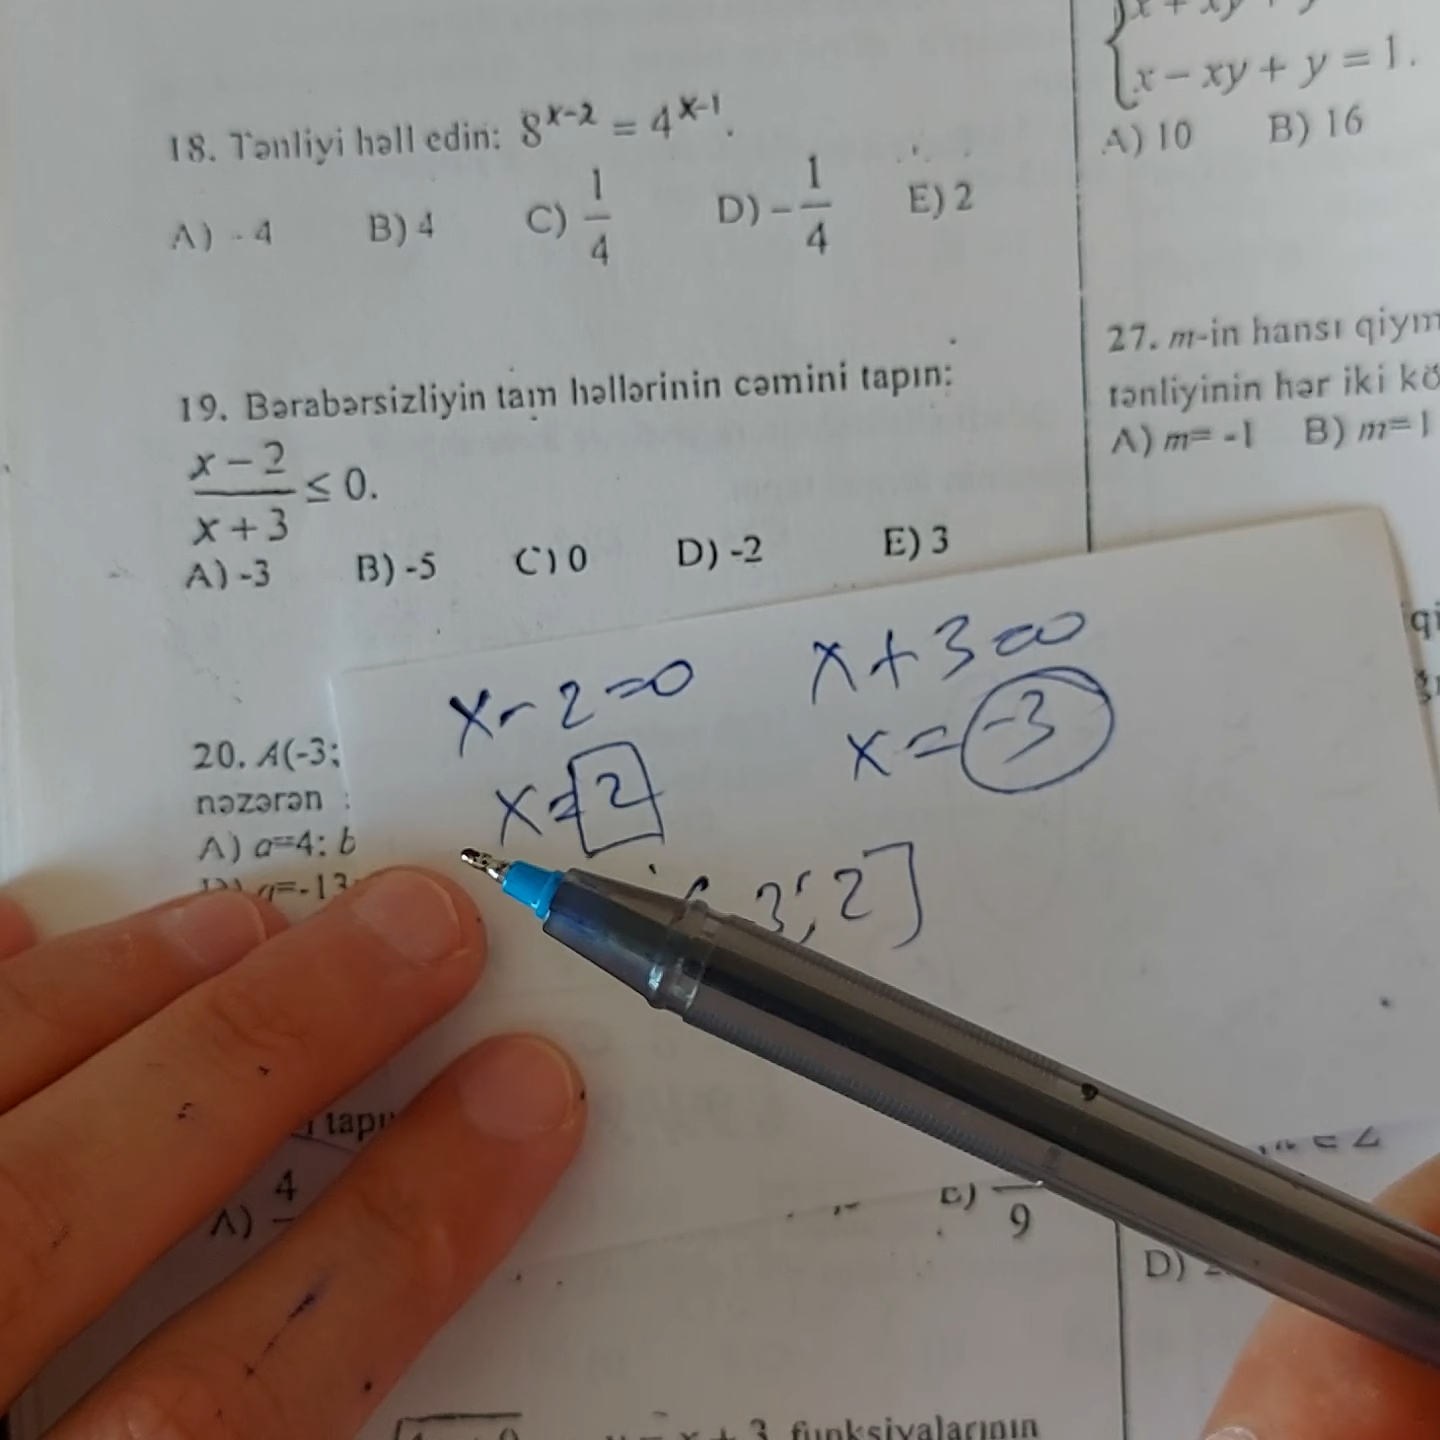 18. Tənliyi həll edin: 8^{x-2} = 4^{x-1}.
A) - 4 B) 4 C) 1/4 D) - 1/4 E) 2
19. Bərabərsizliyin tam həllərinin cəmini tapın:
x - 2 / x + 3 ≤ 0.
A) -3 B) -5 C) 0 D) -2 E) 3
20. A(-3;
nəzərən
A) a=4; b
a=-13
tapı
A) 4
9
x + 3 funksiyalarının
x - xy + y = 1.
A) 10 B) 16
27. m-in hansı qiym
tənliyinin hər iki kö
A) m= -1 B) m=1
qi
D)
x - 2 = 0 x + 3 = 0
x = 2 x = -3
3; 2]